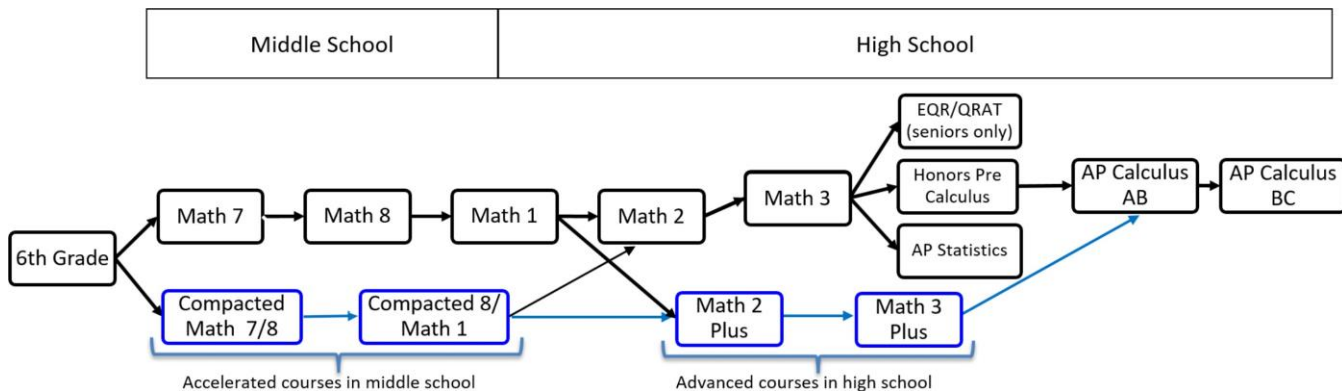 Middle School
High School
EQR/QRAT
(seniors only)
Math 7
Math 8
Math 1
Math 2
Math 3
Honors Pre
Calculus
AP Calculus
AB
AP Calculus
BC
6th Grade
AP Statistics
Compacted
Math 7/8
Compacted 8/
Math 1
Math 2
Plus
Math 3
Plus
Accelerated courses in middle school
Advanced courses in high school